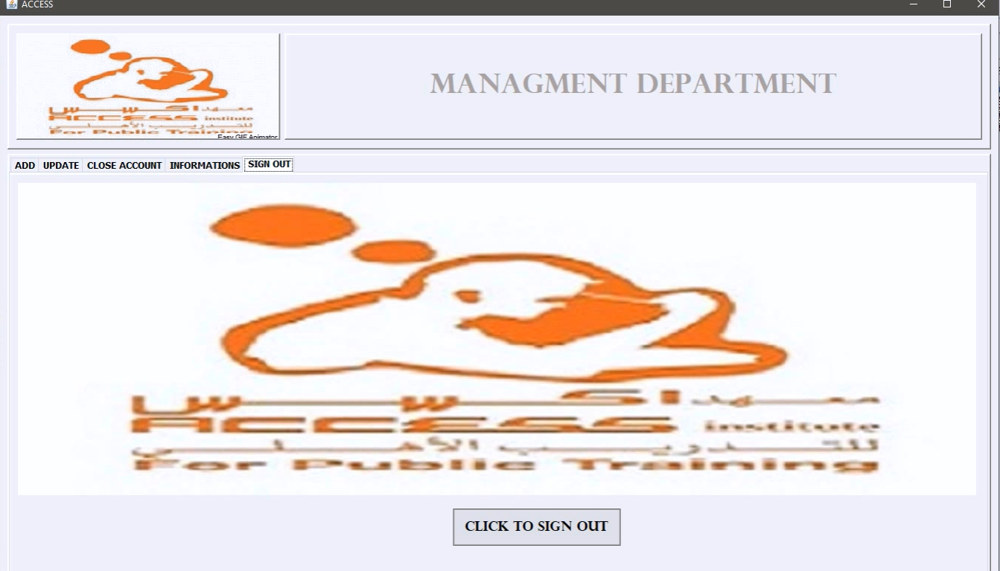 ACCESS
معهد اكسس
ACCESS institute
للتدريب الأهلي
For Public Training
Easy GIF Animator
MANAGMENT DEPARTMENT
ADD UPDATE CLOSE ACCOUNT INFORMATIONS SIGN OUT
معهد اكسس
ACCESS institute
للتدريب الأهلي
For Public Training
CLICK TO SIGN OUT